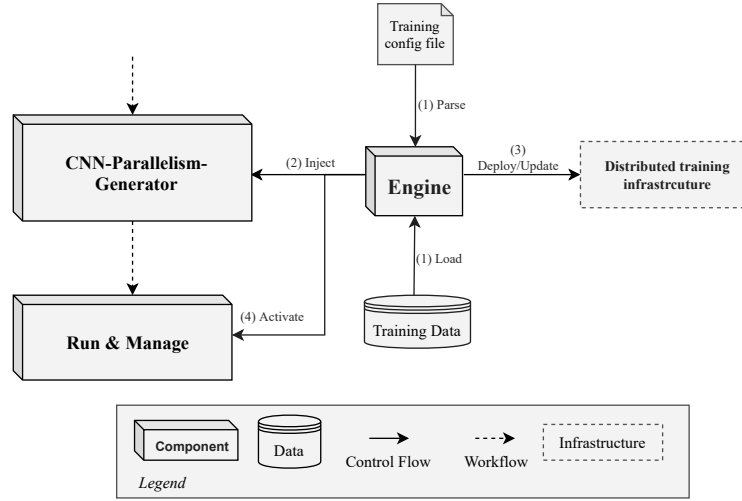 Training
config file
(1) Parse
CNN-Parallelism-
Generator
(2) Inject
Engine
(3)
Deploy/Update
Distributed training
infrastrcuture
(1) Load
Training Data
(4) Activate
Run & Manage
Component
Data
Control Flow
Workflow
Infrastructure
Legend